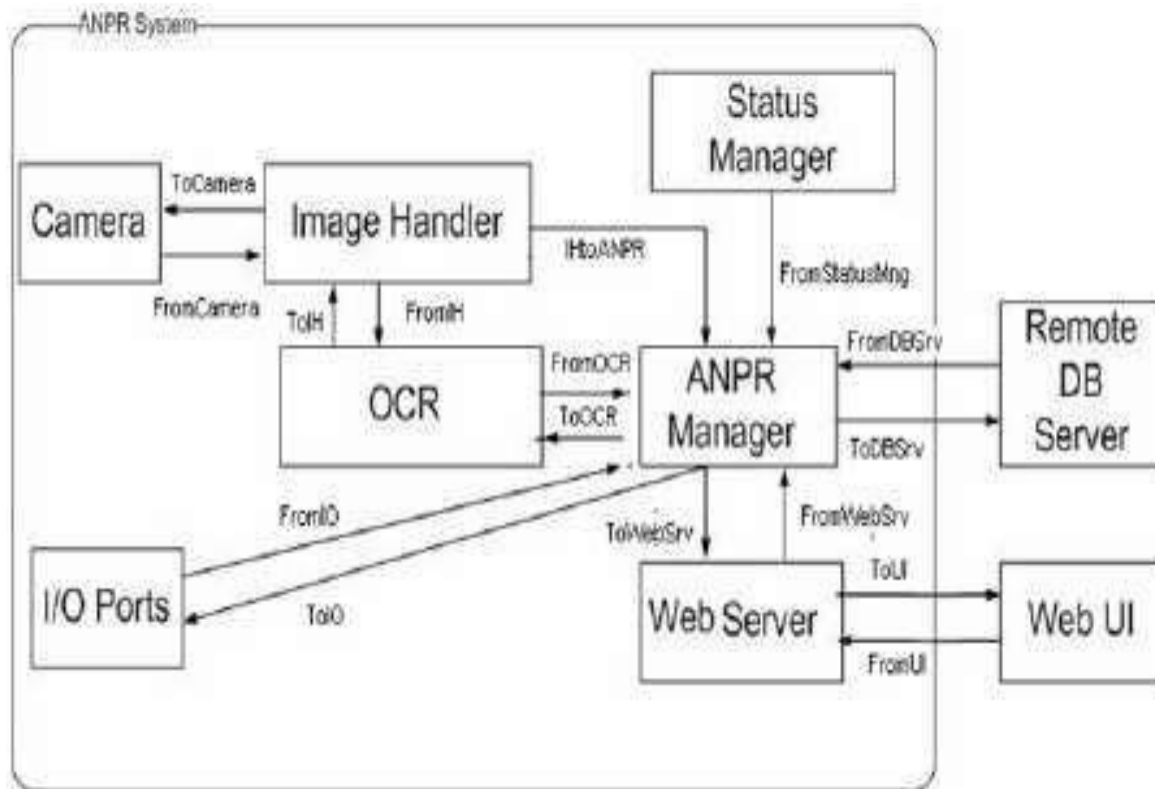 ANPR System
Status
Manager
ToCamera
Camera
Image Handler
IHtoANPR
FromStatusMng
FromCamera
ToIH
FromIH
FromDBSrv
Remote
DB
Server
FromOCR
ANPR
Manager
OCR
ToOCR
ToDBSrv
FromIO
ToWebSrv
FromWebSrv
ToUI
I/O Ports
ToIO
Web Server
Web UI
FromUI